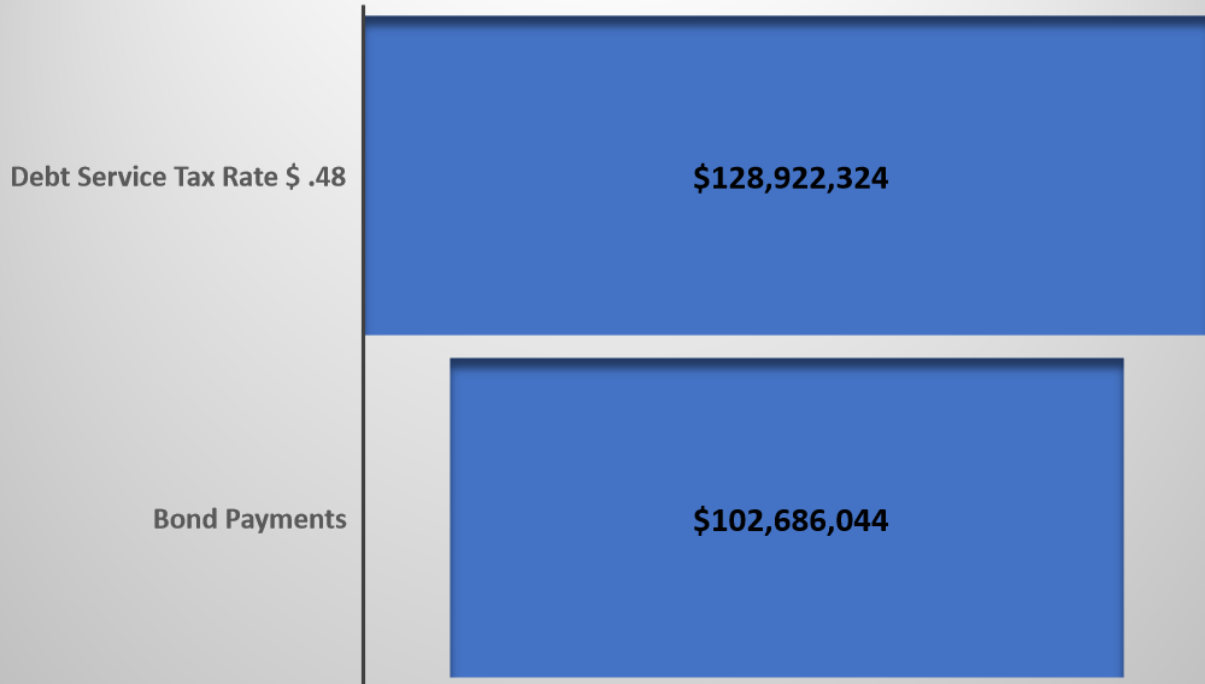 Debt Service Tax Rate $ .48
$128,922,324
Bond Payments
$102,686,044